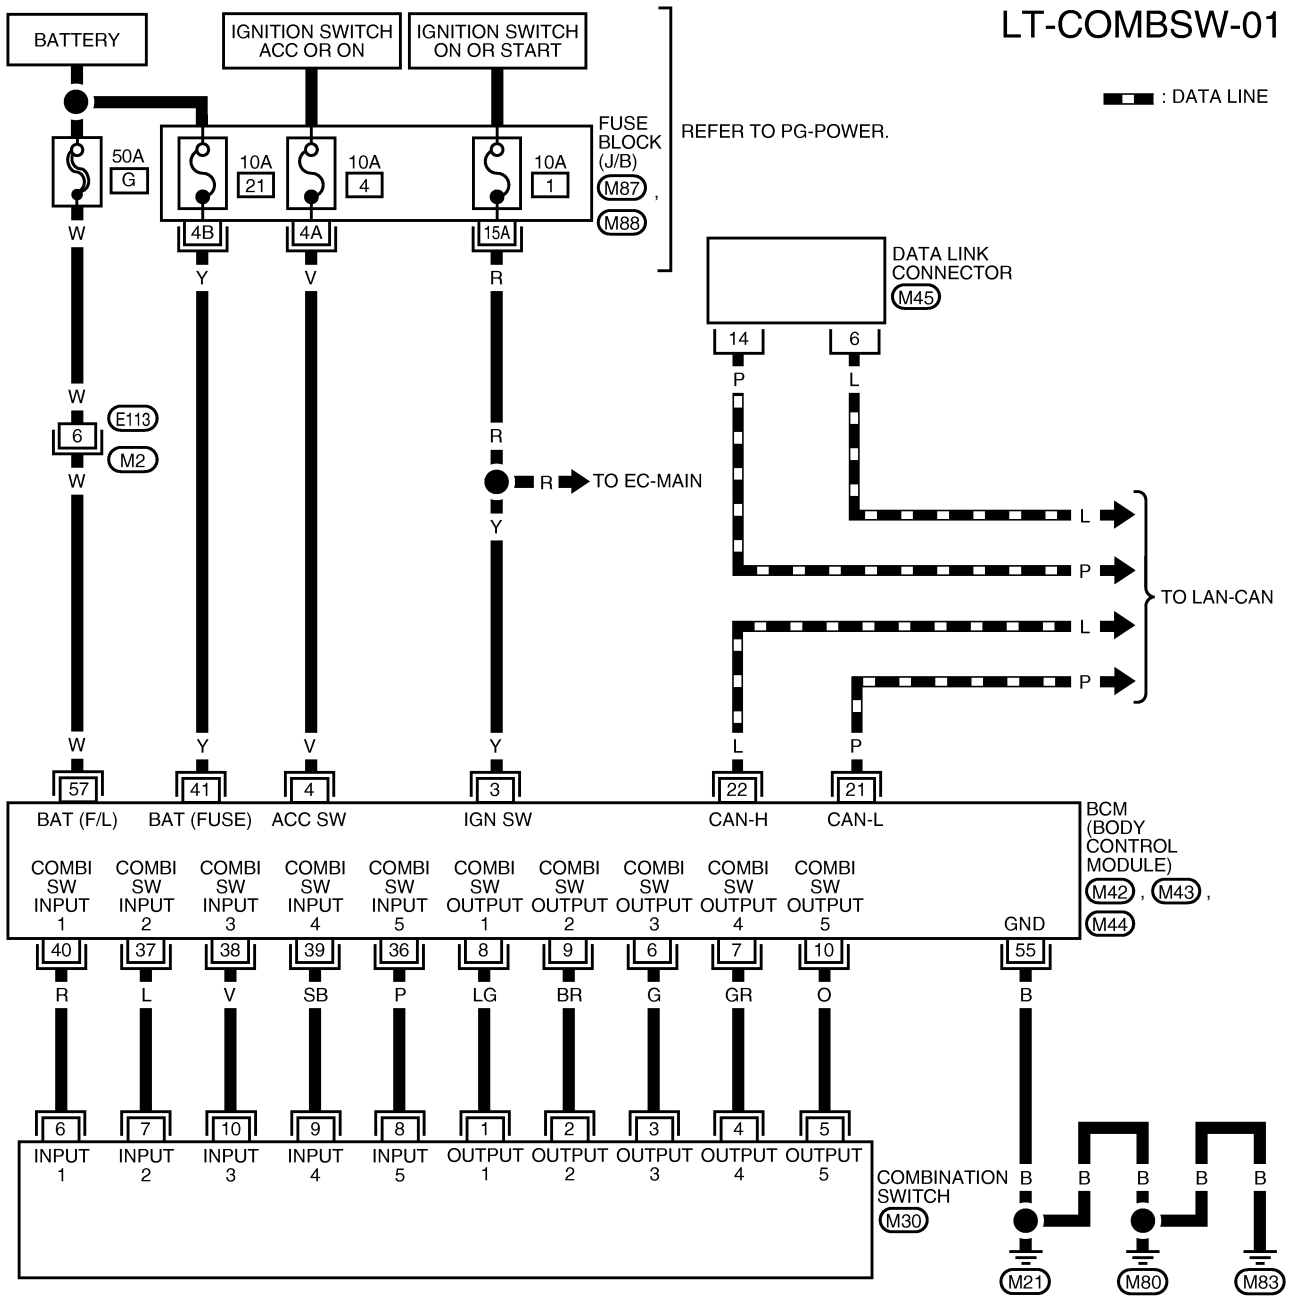 LT-COMBSW-01
BATTERY
IGNITION SWITCH
ACC OR ON
IGNITION SWITCH
ON OR START
: DATA LINE
50A
G
10A
21
10A
4
10A
1
FUSE
BLOCK
(J/B)
M87 ,
M88
REFER TO PG-POWER.
4B
4A
15A
W
Y
V
R
DATA LINK
CONNECTOR
M45
14
6
P
L
W
E113
6
M2
W
R
R
TO EC-MAIN
Y
L
P
L
P
TO LAN-CAN
W
Y
V
Y
L
P
57
41
4
3
22
21
BAT (F/L)
BAT (FUSE)
ACC SW
IGN SW
CAN-H
CAN-L
BCM
(BODY
CONTROL
MODULE)
M42 , M43 ,
M44
COMBI
SW
INPUT
1
COMBI
SW
INPUT
2
COMBI
SW
INPUT
3
COMBI
SW
INPUT
4
COMBI
SW
INPUT
5
COMBI
SW
OUTPUT
1
COMBI
SW
OUTPUT
2
COMBI
SW
OUTPUT
3
COMBI
SW
OUTPUT
4
COMBI
SW
OUTPUT
5
GND
40
37
38
39
36
8
9
6
7
10
55
R
L
V
SB
P
LG
BR
G
GR
O
B
6
7
10
9
8
1
2
3
4
5
INPUT
1
INPUT
2
INPUT
3
INPUT
4
INPUT
5
OUTPUT
1
OUTPUT
2
OUTPUT
3
OUTPUT
4
OUTPUT
5
COMBINATION
SWITCH
M30
B
B
B
B
B
M21
M80
M83